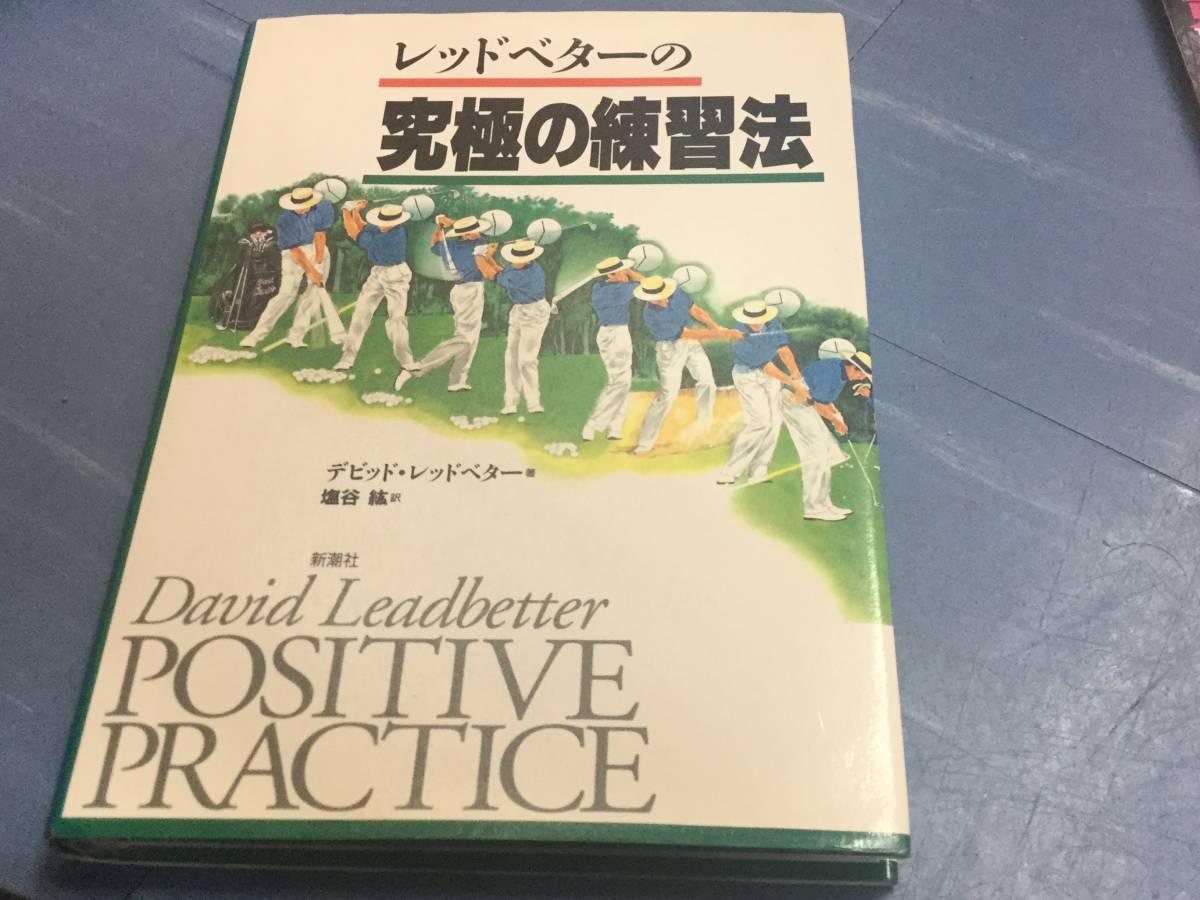 レッドベターの
究極の練習法
デビッド・レッドベター著
塩谷 紘訳
新潮社
David Leadbetter
POSITIVE
PRACTICE